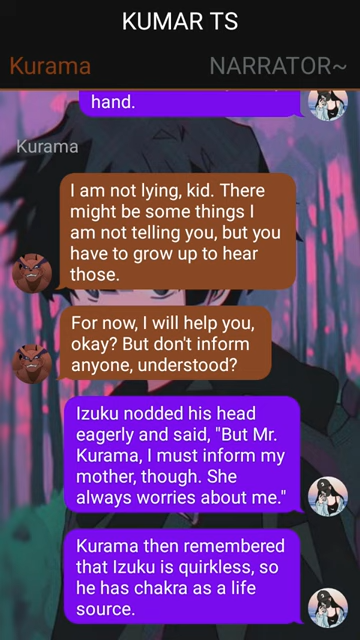 KUMAR TS
Kurama NARRATOR~
hand.
Kurama
I am not lying, kid. There
might be some things I
am not telling you, but you
have to grow up to hear
those.
For now, I will help you,
okay? But don't inform
anyone, understood?
Izuku nodded his head
eagerly and said, "But Mr.
Kurama, I must inform my
mother, though. She
always worries about me."
Kurama then remembered
that Izuku is quirkless, so
he has chakra as a life
source.